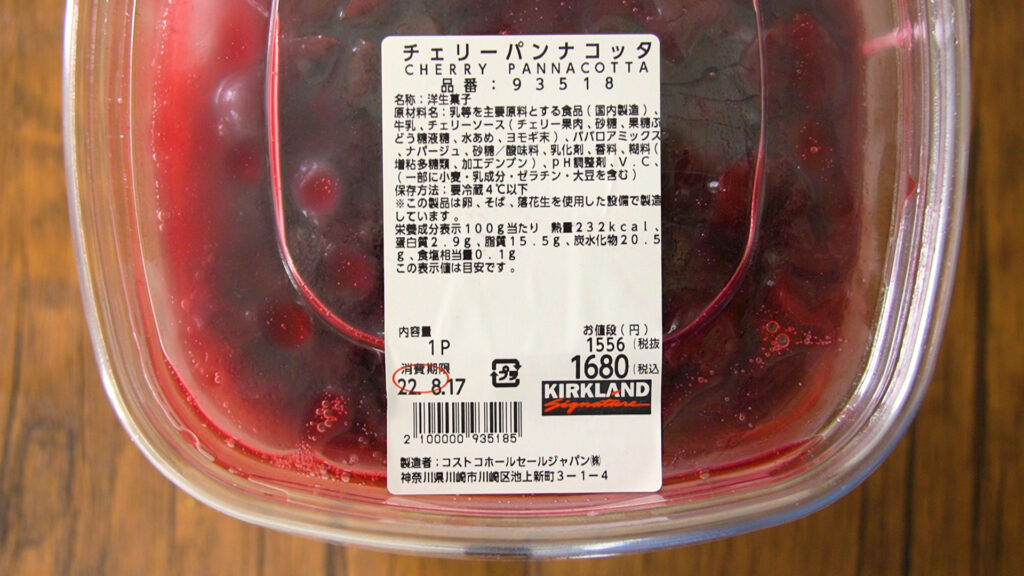 チェリーパンナコッタ
CHERRY PANNACOTTA
品番:93518
名称:洋生菓子
原材料名:乳等を主要原料とする食品(国内製造)、
牛乳、チェリーソース(チェリー果肉、砂糖、果糖ぶ
どう糖液糖、水あめ、ヨモギ末)、ババロアミックス
ナパージュ、砂糖/酸味料、乳化剤、香料、糊料(
増粘多糖類、加工デンプン)、pH調整剤、V.C、
(一部に小麦・乳成分・ゼラチン・大豆を含む)
保存方法:要冷蔵4℃以下
※この製品は卵、そば、落花生を使用した設備で製造
しています。
栄養成分表示100g当たり 熱量232kcal、
蛋白質2.9g、脂質15.5g、炭水化物20.5
g、食塩相当量0.1g
この表示値は目安です。
内容量
1P
お値段(円)
1556(税抜
1680(税込
消費期限
22. 8.17
プラ
KIRKLAND
Signature
2 100000 935185
製造者:コストコホールセールジャパン㈱
神奈川県川崎市川崎区池上新町3-1-4